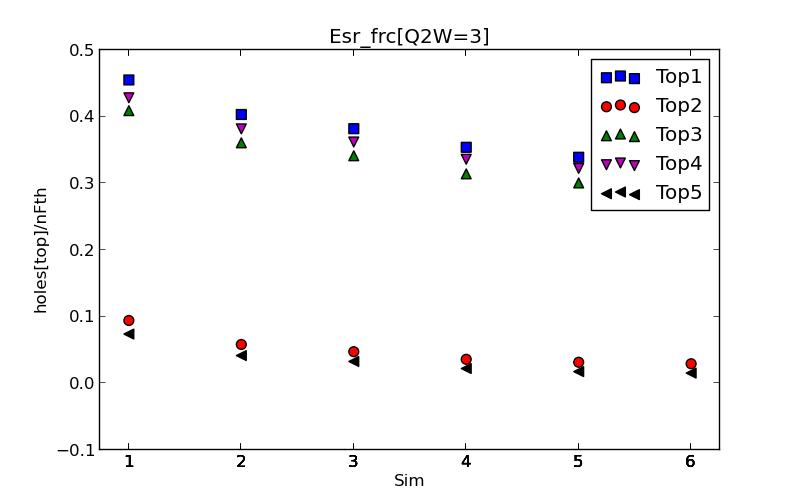 Esr_frc[Q2W=3]
0.5
0.4
0.3
0.2
0.1
0.0
−0.1
holes[top]/nFth
Top1
Top2
Top3
Top4
Top5
1 2 3 4 5 6
Sim